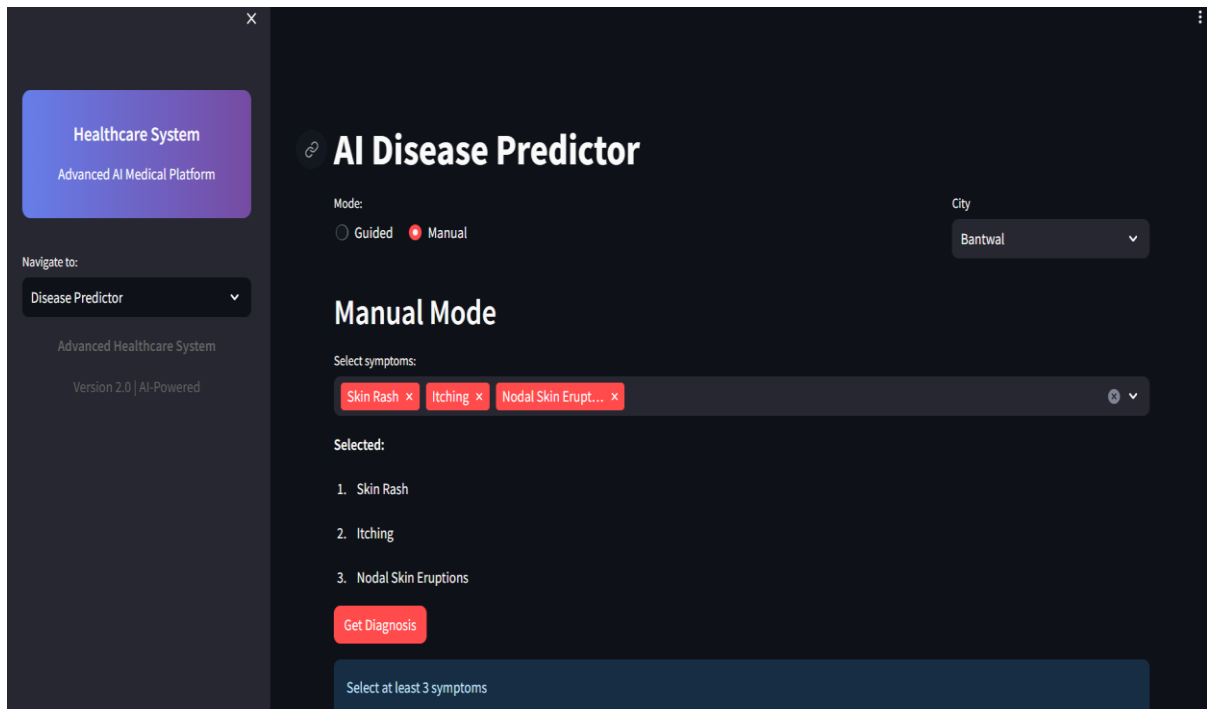 Healthcare System
Advanced AI Medical Platform
Navigate to:
Disease Predictor
Advanced Healthcare System
Version 2.0 | AI-Powered
AI Disease Predictor
Mode:
Guided
Manual
City
Bantwal
Manual Mode
Select symptoms:
Skin Rash × Itching × Nodal Skin Erupt... ×
Selected:
1. Skin Rash
2. Itching
3. Nodal Skin Eruptions
Get Diagnosis
Select at least 3 symptoms